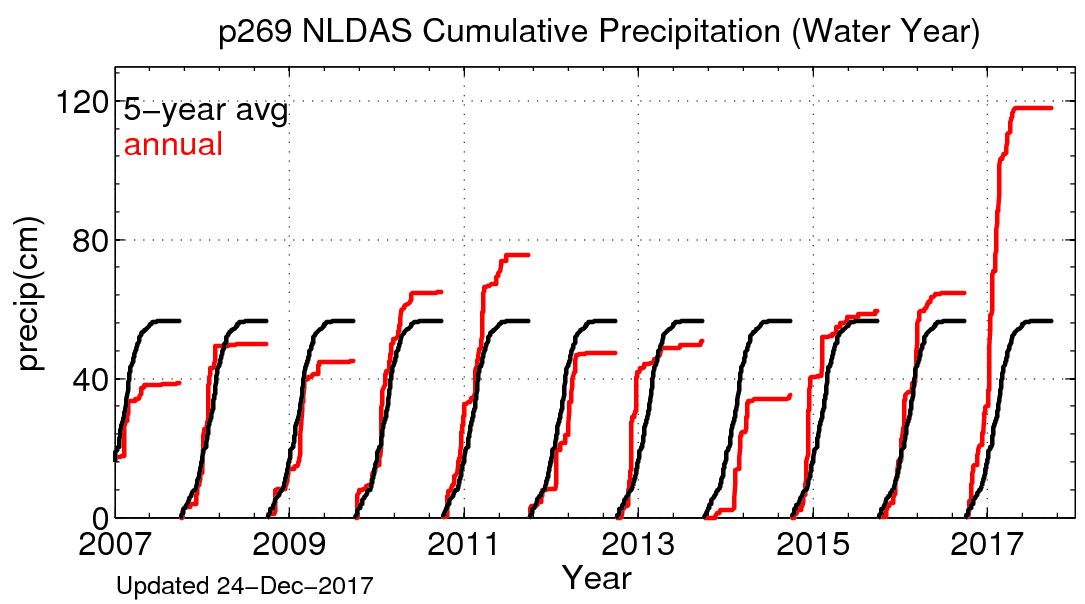 p269 NLDAS Cumulative Precipitation (Water Year)
120
5−year avg
annual
80
precip(cm)
40
0
2007 2009 2011 2013 2015 2017
Year
Updated 24−Dec−2017